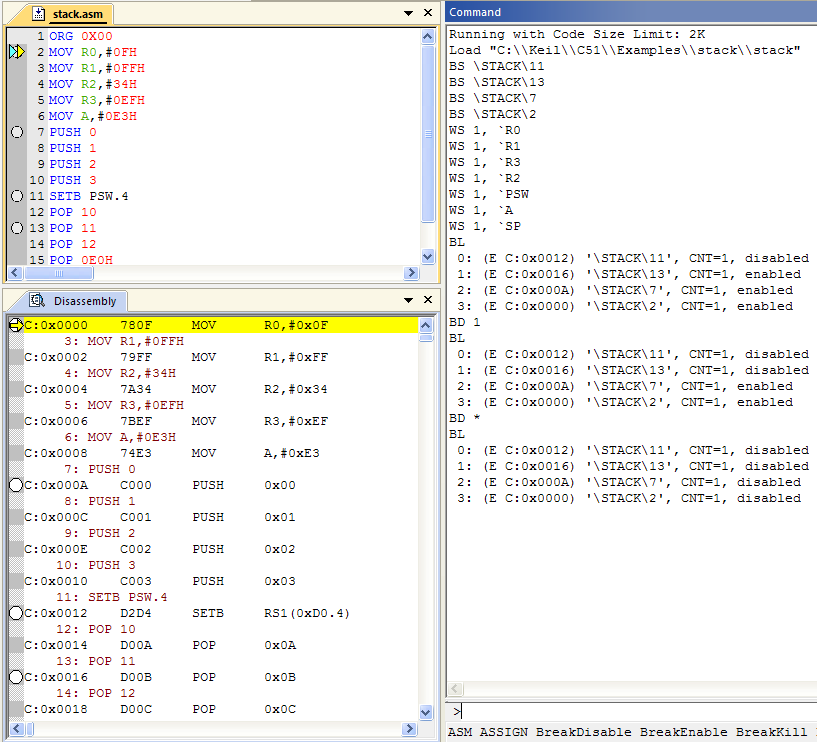 stack.asm
1 ORG 0X00
2 MOV R0,#0FH
3 MOV R1,#0FFH
4 MOV R2,#34H
5 MOV R3,#0EFH
6 MOV A,#0E3H
7 PUSH 0
8 PUSH 1
9 PUSH 2
10 PUSH 3
11 SETB PSW.4
12 POP 10
13 POP 11
14 POP 12
15 POP 0E0H
Disassembly
C:0x0000 780F MOV R0,#0x0F
3: MOV R1,#0FFH
C:0x0002 79FF MOV R1,#0xFF
4: MOV R2,#34H
C:0x0004 7A34 MOV R2,#0x34
5: MOV R3,#0EFH
C:0x0006 7BEF MOV R3,#0xEF
6: MOV A,#0E3H
C:0x0008 74E3 MOV A,#0xE3
7: PUSH 0
C:0x000A C000 PUSH 0x00
8: PUSH 1
C:0x000C C001 PUSH 0x01
9: PUSH 2
C:0x000E C002 PUSH 0x02
10: PUSH 3
C:0x0010 C003 PUSH 0x03
11: SETB PSW.4
C:0x0012 D2D4 SETB RS1(0xD0.4)
12: POP 10
C:0x0014 D00A POP 0x0A
13: POP 11
C:0x0016 D00B POP 0x0B
14: POP 12
C:0x0018 D00C POP 0x0C
Command
Running with Code Size Limit: 2K
Load "C:\\Keil\\C51\\Examples\\stack\\stack"
BS \STACK\11
BS \STACK\13
BS \STACK\7
BS \STACK\2
WS 1, `R0
WS 1, `R1
WS 1, `R3
WS 1, `R2
WS 1, `PSW
WS 1, `A
WS 1, `SP
BL
0: (E C:0x0012) '\STACK\11', CNT=1, disabled
1: (E C:0x0016) '\STACK\13', CNT=1, enabled
2: (E C:0x000A) '\STACK\7', CNT=1, enabled
3: (E C:0x0000) '\STACK\2', CNT=1, enabled
BD 1
BL
0: (E C:0x0012) '\STACK\11', CNT=1, disabled
1: (E C:0x0016) '\STACK\13', CNT=1, disabled
2: (E C:0x000A) '\STACK\7', CNT=1, enabled
3: (E C:0x0000) '\STACK\2', CNT=1, enabled
BD *
BL
0: (E C:0x0012) '\STACK\11', CNT=1, disabled
1: (E C:0x0016) '\STACK\13', CNT=1, disabled
2: (E C:0x000A) '\STACK\7', CNT=1, disabled
3: (E C:0x0000) '\STACK\2', CNT=1, disabled
>
ASM ASSIGN BreakDisable BreakEnable BreakKill